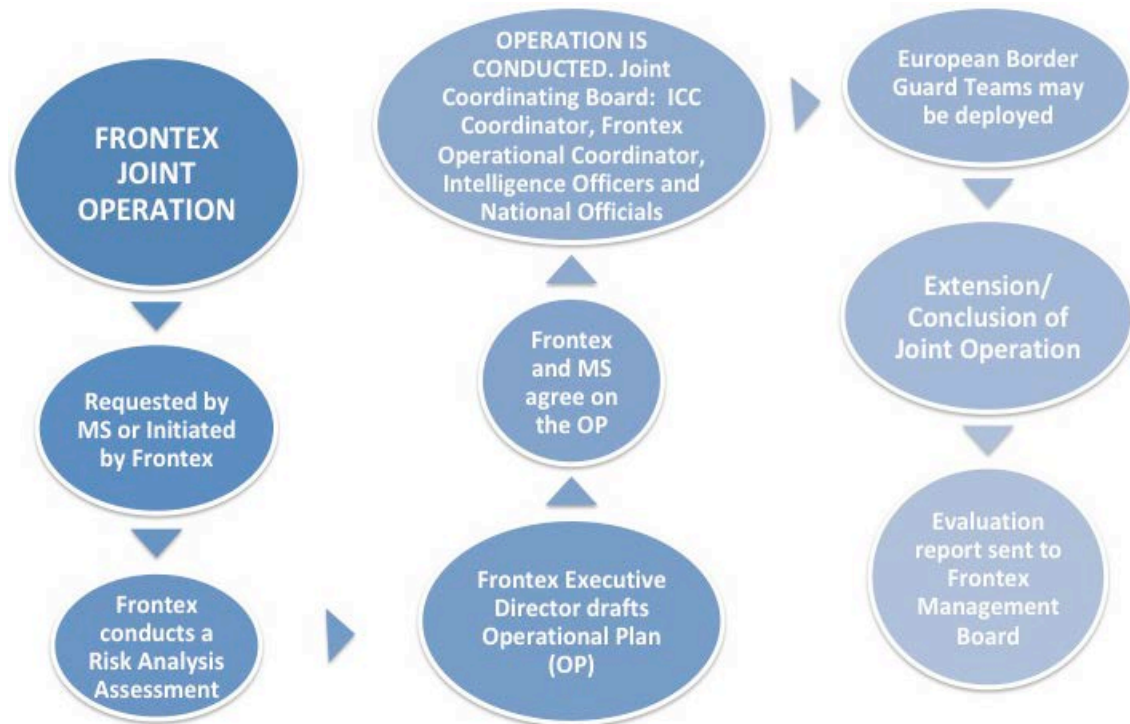 FRONTEX
JOINT
OPERATION
Requested by
MS or Initiated
by Frontex
Frontex
conducts a
Risk Analysis
Assessment
Frontex Executive
Director drafts
Operational Plan
(OP)
Frontex
and MS
agree on
the OP
OPERATION IS
CONDUCTED. Joint
Coordinating Board:  ICC
Coordinator, Frontex
Operational Coordinator,
Intelligence Officers and
National Officials
European Border
Guard Teams may
be deployed
Extension/
Conclusion of
Joint Operation
Evaluation
report sent to
Frontex
Management
Board